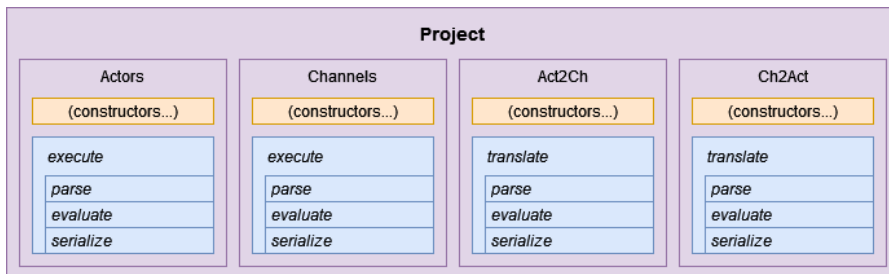 Project
Actors
(constructors...)
execute
parse
evaluate
serialize
Channels
(constructors...)
execute
parse
evaluate
serialize
Act2Ch
(constructors...)
translate
parse
evaluate
serialize
Ch2Act
(constructors...)
translate
parse
evaluate
serialize